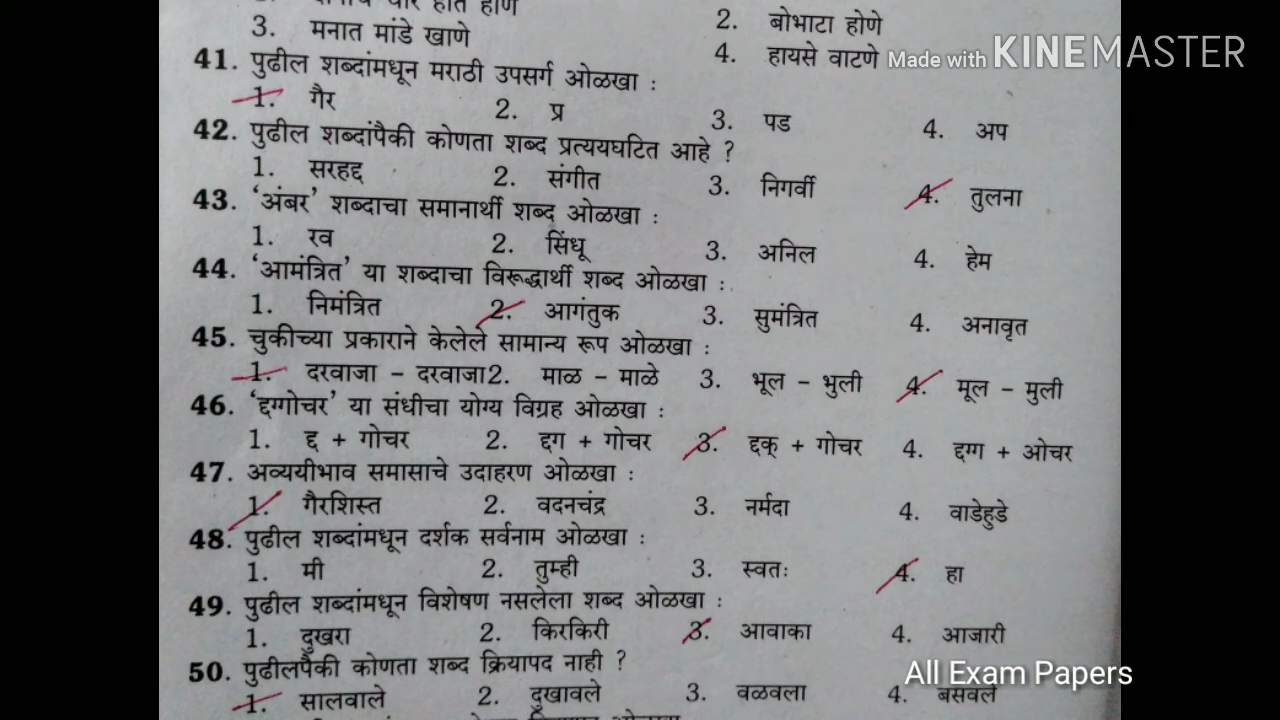 2. बोभाटा होणे
3. मनात मांडे खाणे
4. हायसे वाटणे
Made with KINEMASTER
41. पुढील शब्दांमधून मराठी उपसर्ग ओळखा :
1. गैर 2. प्र 3. पड 4. अप
42. पुढील शब्दांपैकी कोणता शब्द प्रत्ययघटित आहे ?
1. सरहद्द 2. संगीत 3. निगर्वी 4. तुलना
43. 'अंबर' शब्दाचा समानार्थी शब्द ओळखा :
1. रव 2. सिंधू 3. अनिल 4. हेम
44. 'आमंत्रित' या शब्दाचा विरूद्धार्थी शब्द ओळखा :
1. निमंत्रित 2. आगंतुक 3. सुमंत्रित 4. अनावृत
45. चुकीच्या प्रकाराने केलेले सामान्य रूप ओळखा :
1. दरवाजा - दरवाजा 2. माळ - माळे 3. भूल - भुली 4. मूल - मुली
46. 'द्दग्गोचर' या संधीचा योग्य विग्रह ओळखा :
1. द्द + गोचर 2. द्दग + गोचर 3. द्दक् + गोचर 4. द्दग्ग + ओचर
47. अव्ययीभाव समासाचे उदाहरण ओळखा :
1. गैरशिस्त 2. वदनचंद्र 3. नर्मदा 4. वाडेहुडे
48. पुढील शब्दांमधून दर्शक सर्वनाम ओळखा :
1. मी 2. तुम्ही 3. स्वतः 4. हा
49. पुढील शब्दांमधून विशेषण नसलेला शब्द ओळखा :
1. दुखरा 2. किरकिरी 3. आवाका 4. आजारी
50. पुढीलपैकी कोणता शब्द क्रियापद नाही ?
All Exam Papers
1. सालवाले 2. दुखावले 3. वळवला 4. बसवले